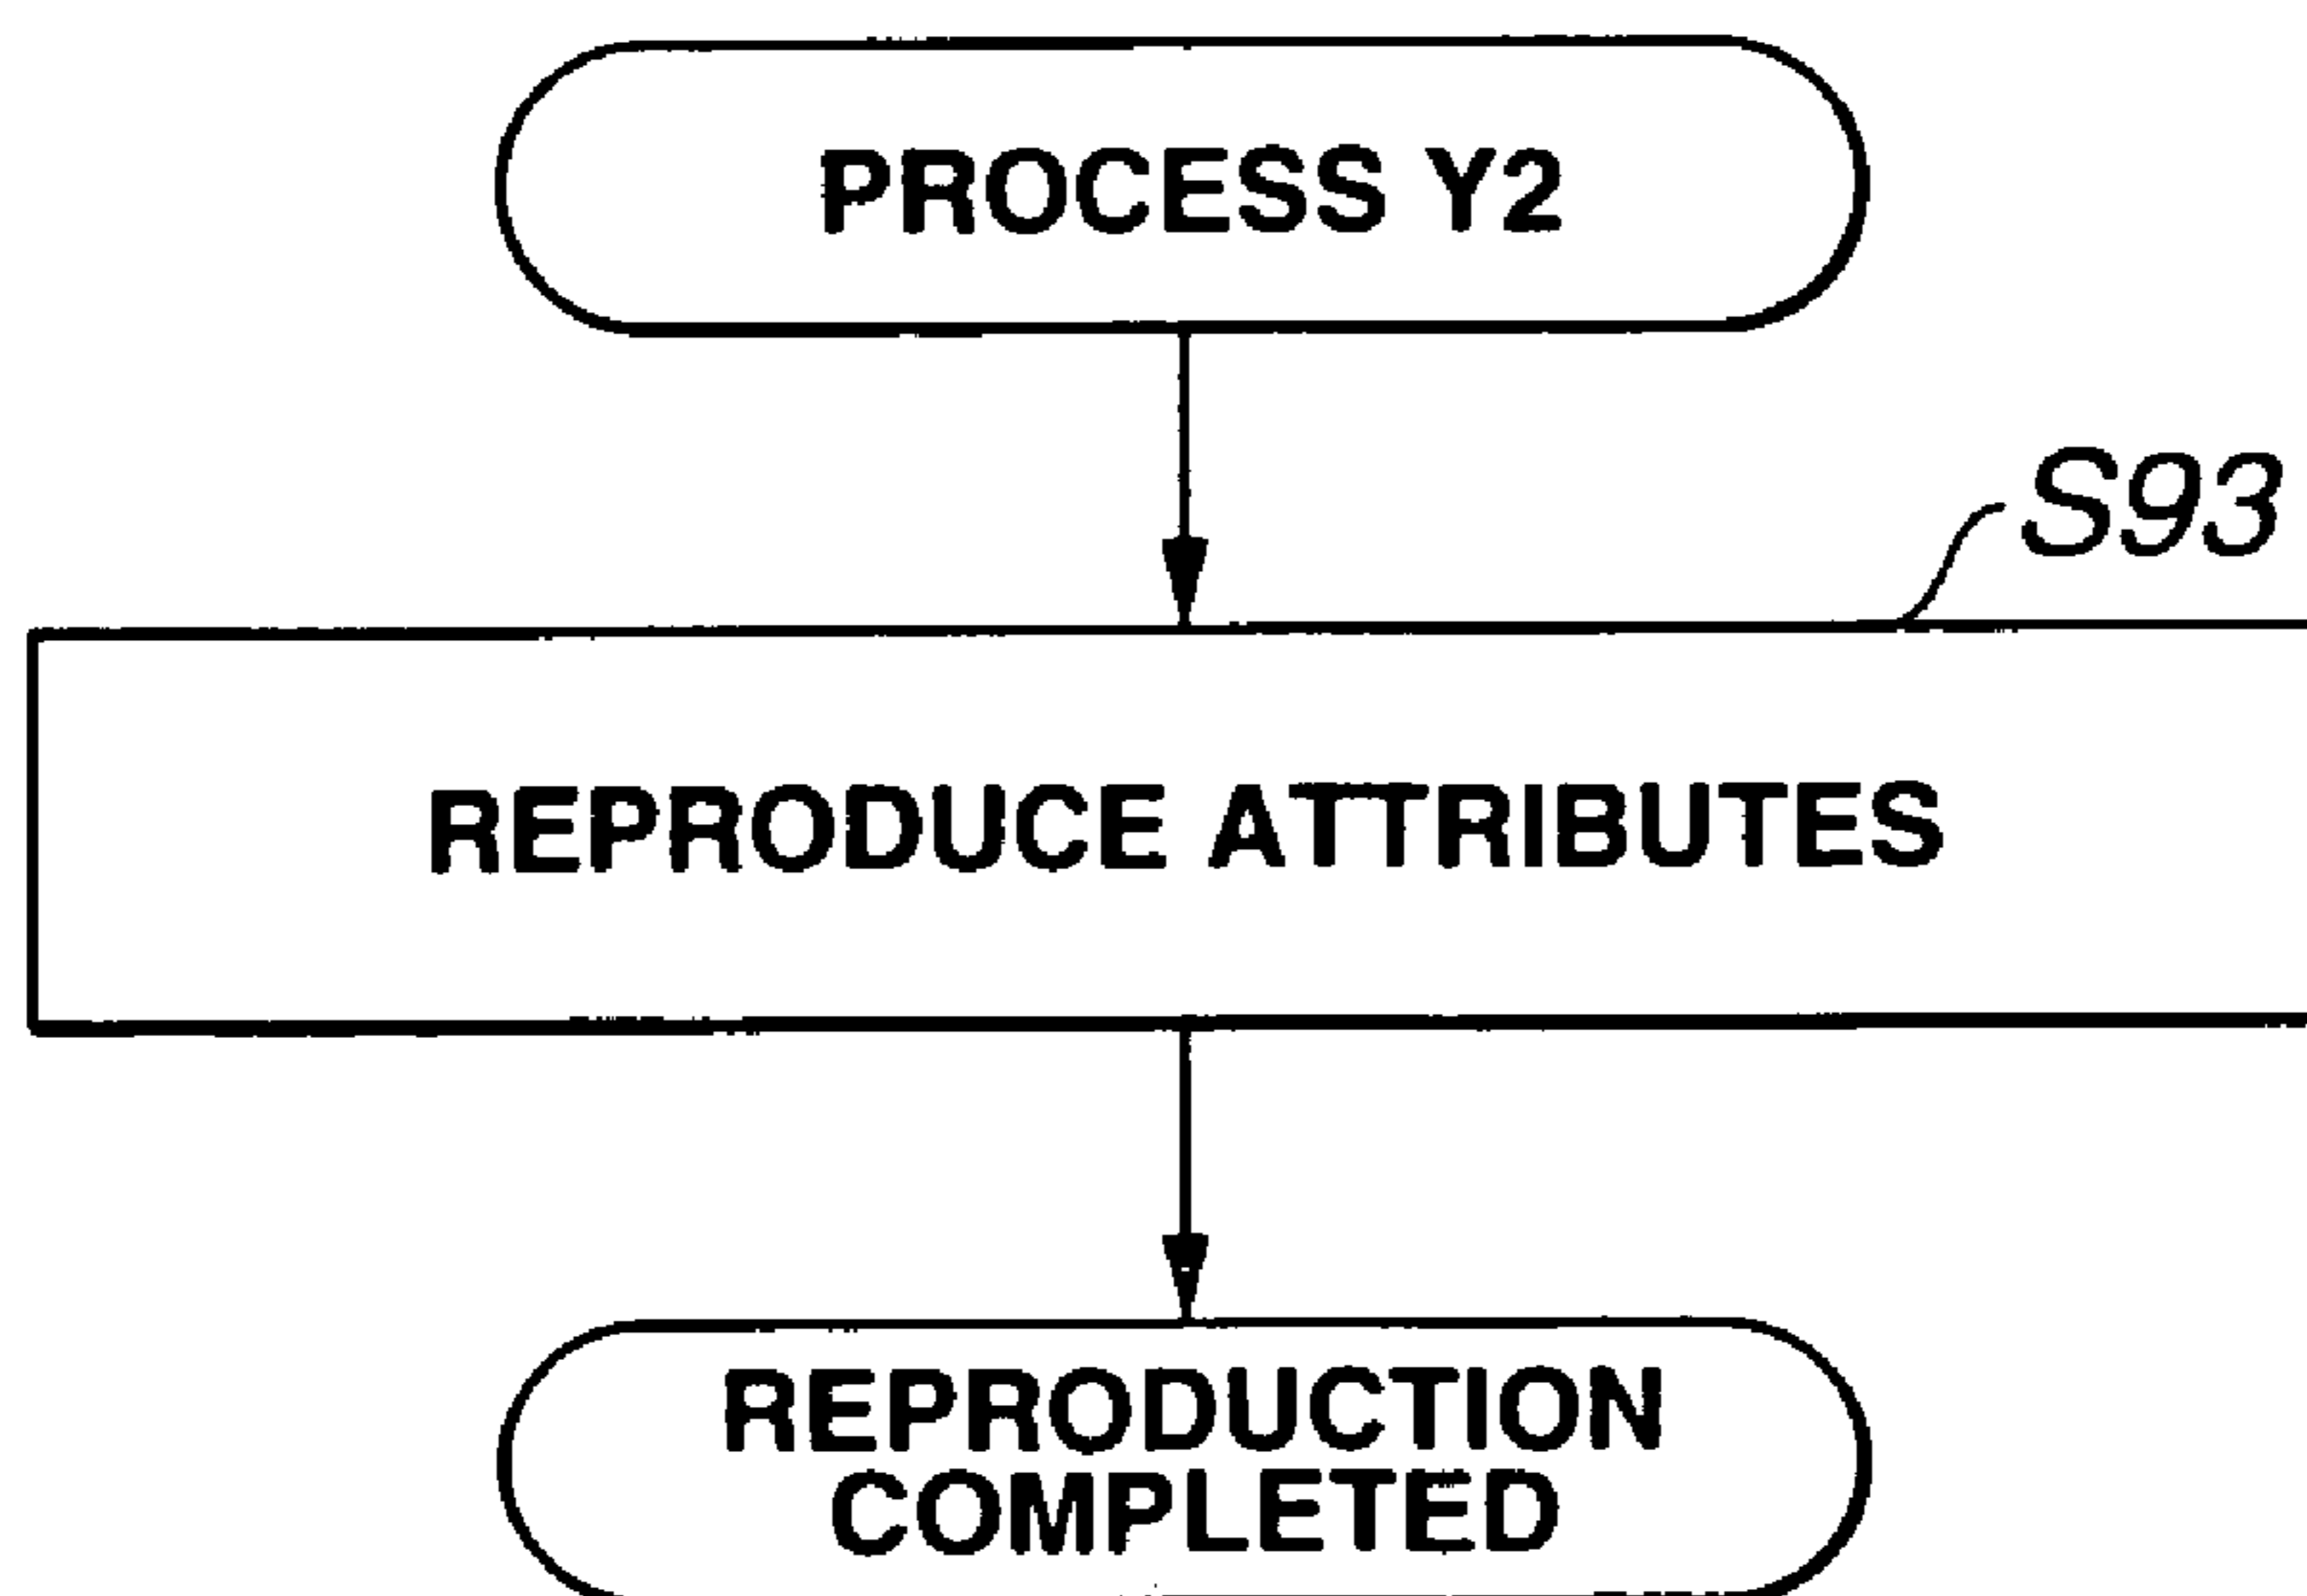 PROCESS Y2
S93
REPRODUCE ATTRIBUTES
REPRODUCTION
COMPLETED